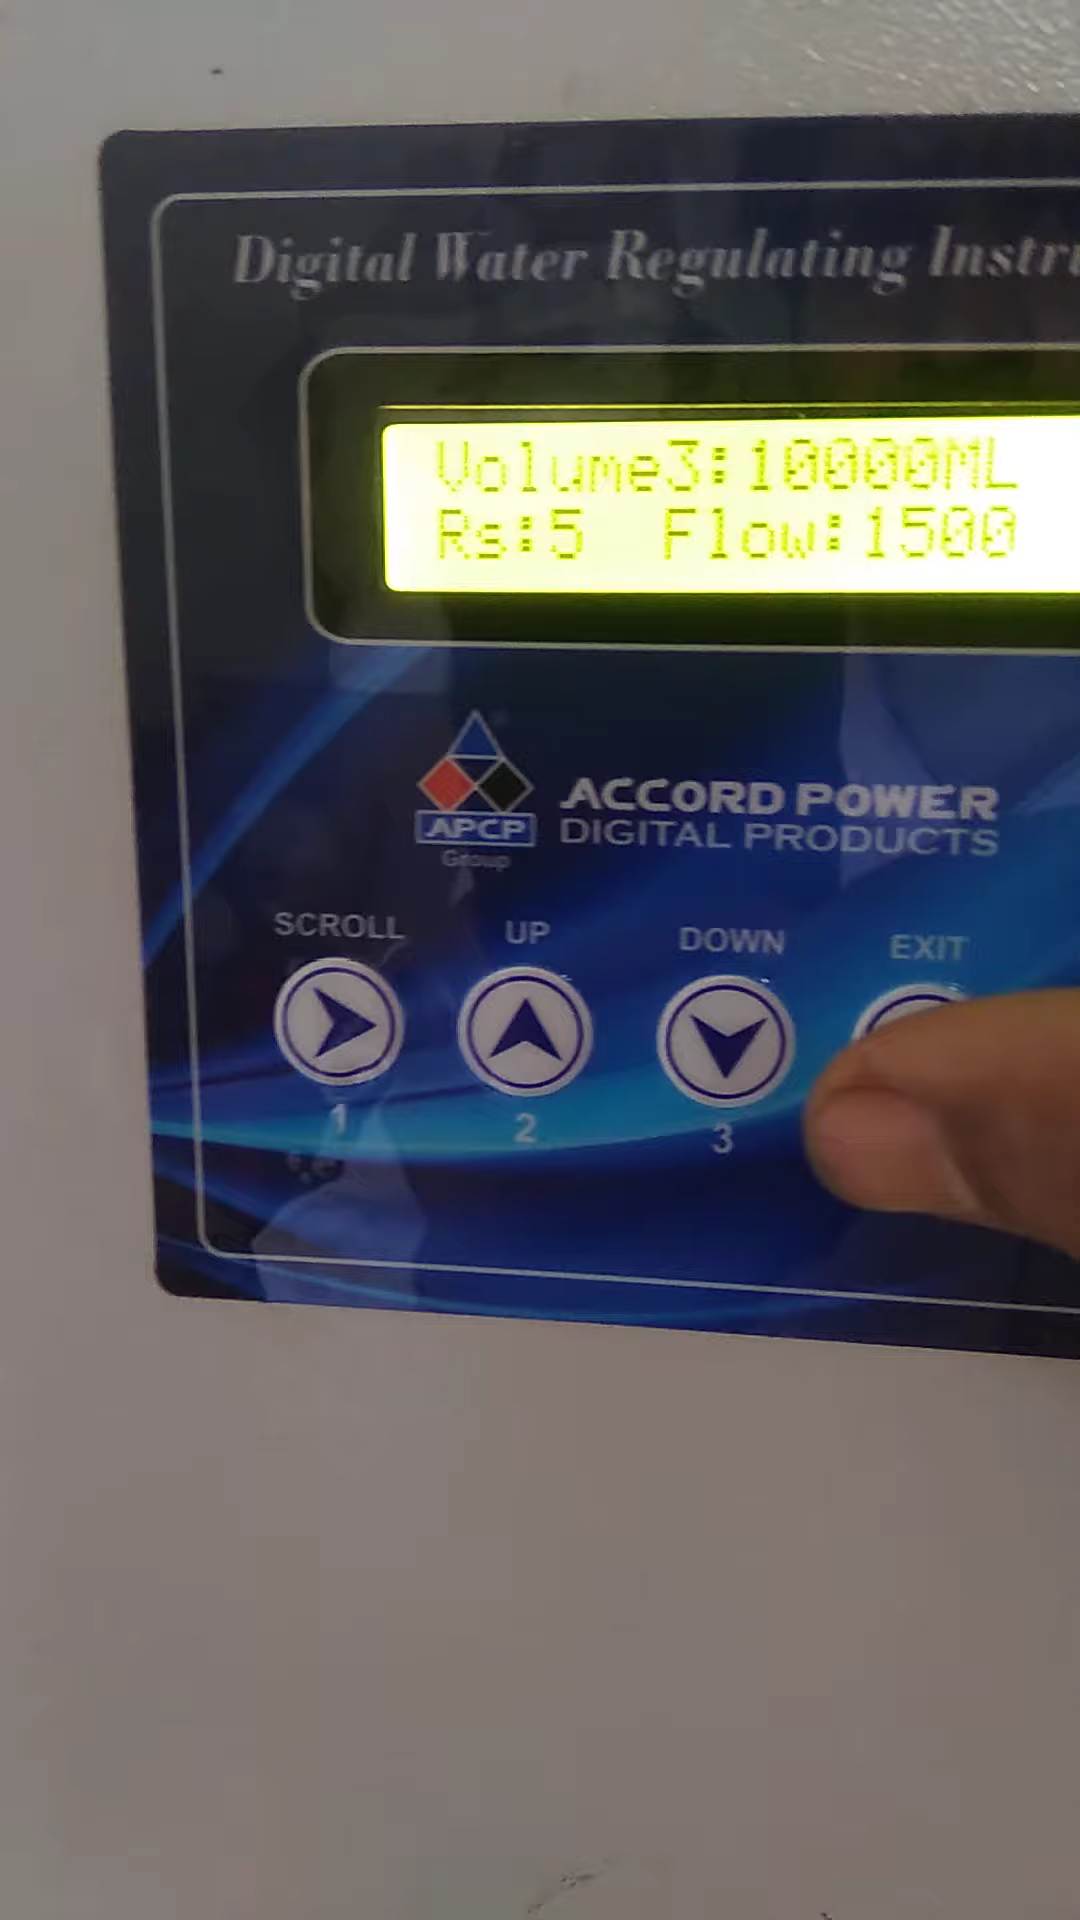 Digital Water Regulating Instru
Volume3:10000ML
Rs:5 Flow:1500
APCP
Group
ACCORD POWER
DIGITAL PRODUCTS
SCROLL UP DOWN EXIT
1 2 3